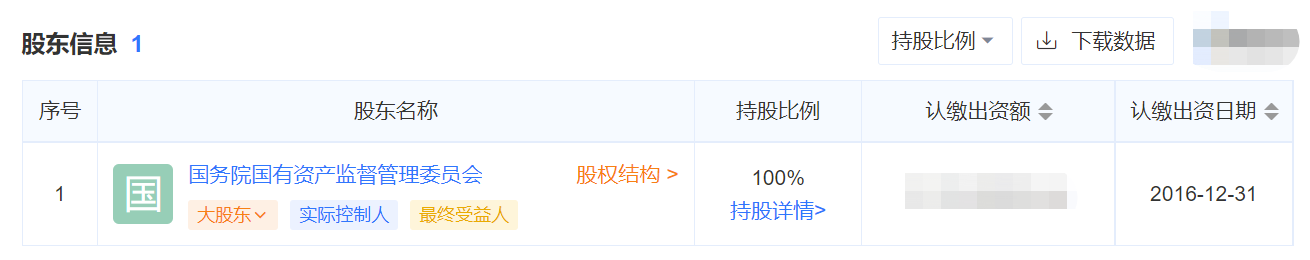 股东信息 1
持股比例
下载数据
序号 股东名称 持股比例 认缴出资额 认缴出资日期
1
国
国务院国有资产监督管理委员会 股权结构 >
大股东 实际控制人 最终受益人
100%
持股详情>
2016-12-31